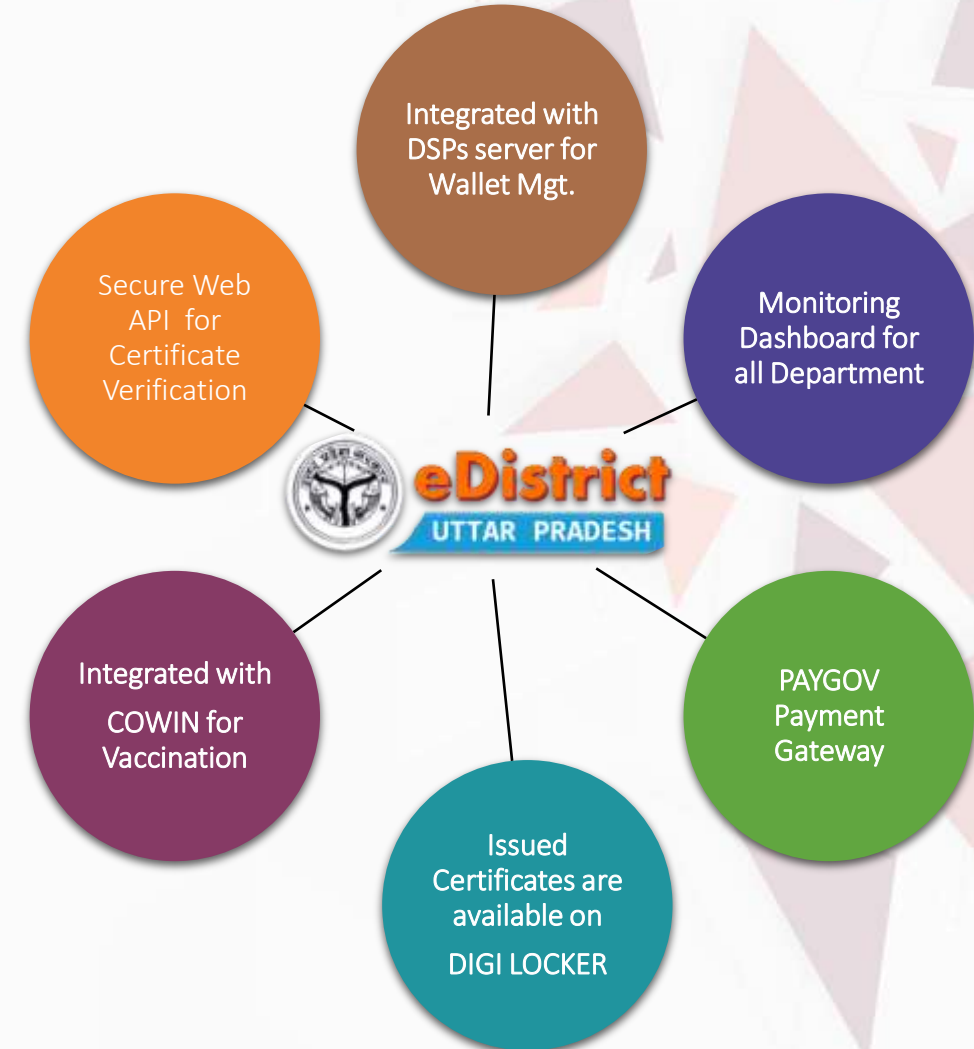 Integrated with
DSPs server for
Wallet Mgt.
Secure Web
API for
Certificate
Verification
Monitoring
Dashboard for
all Department
eDistrict
UTTAR PRADESH
Integrated with
COWIN for
Vaccination
PAYGOV
Payment
Gateway
Issued
Certificates are
available on
DIGI LOCKER